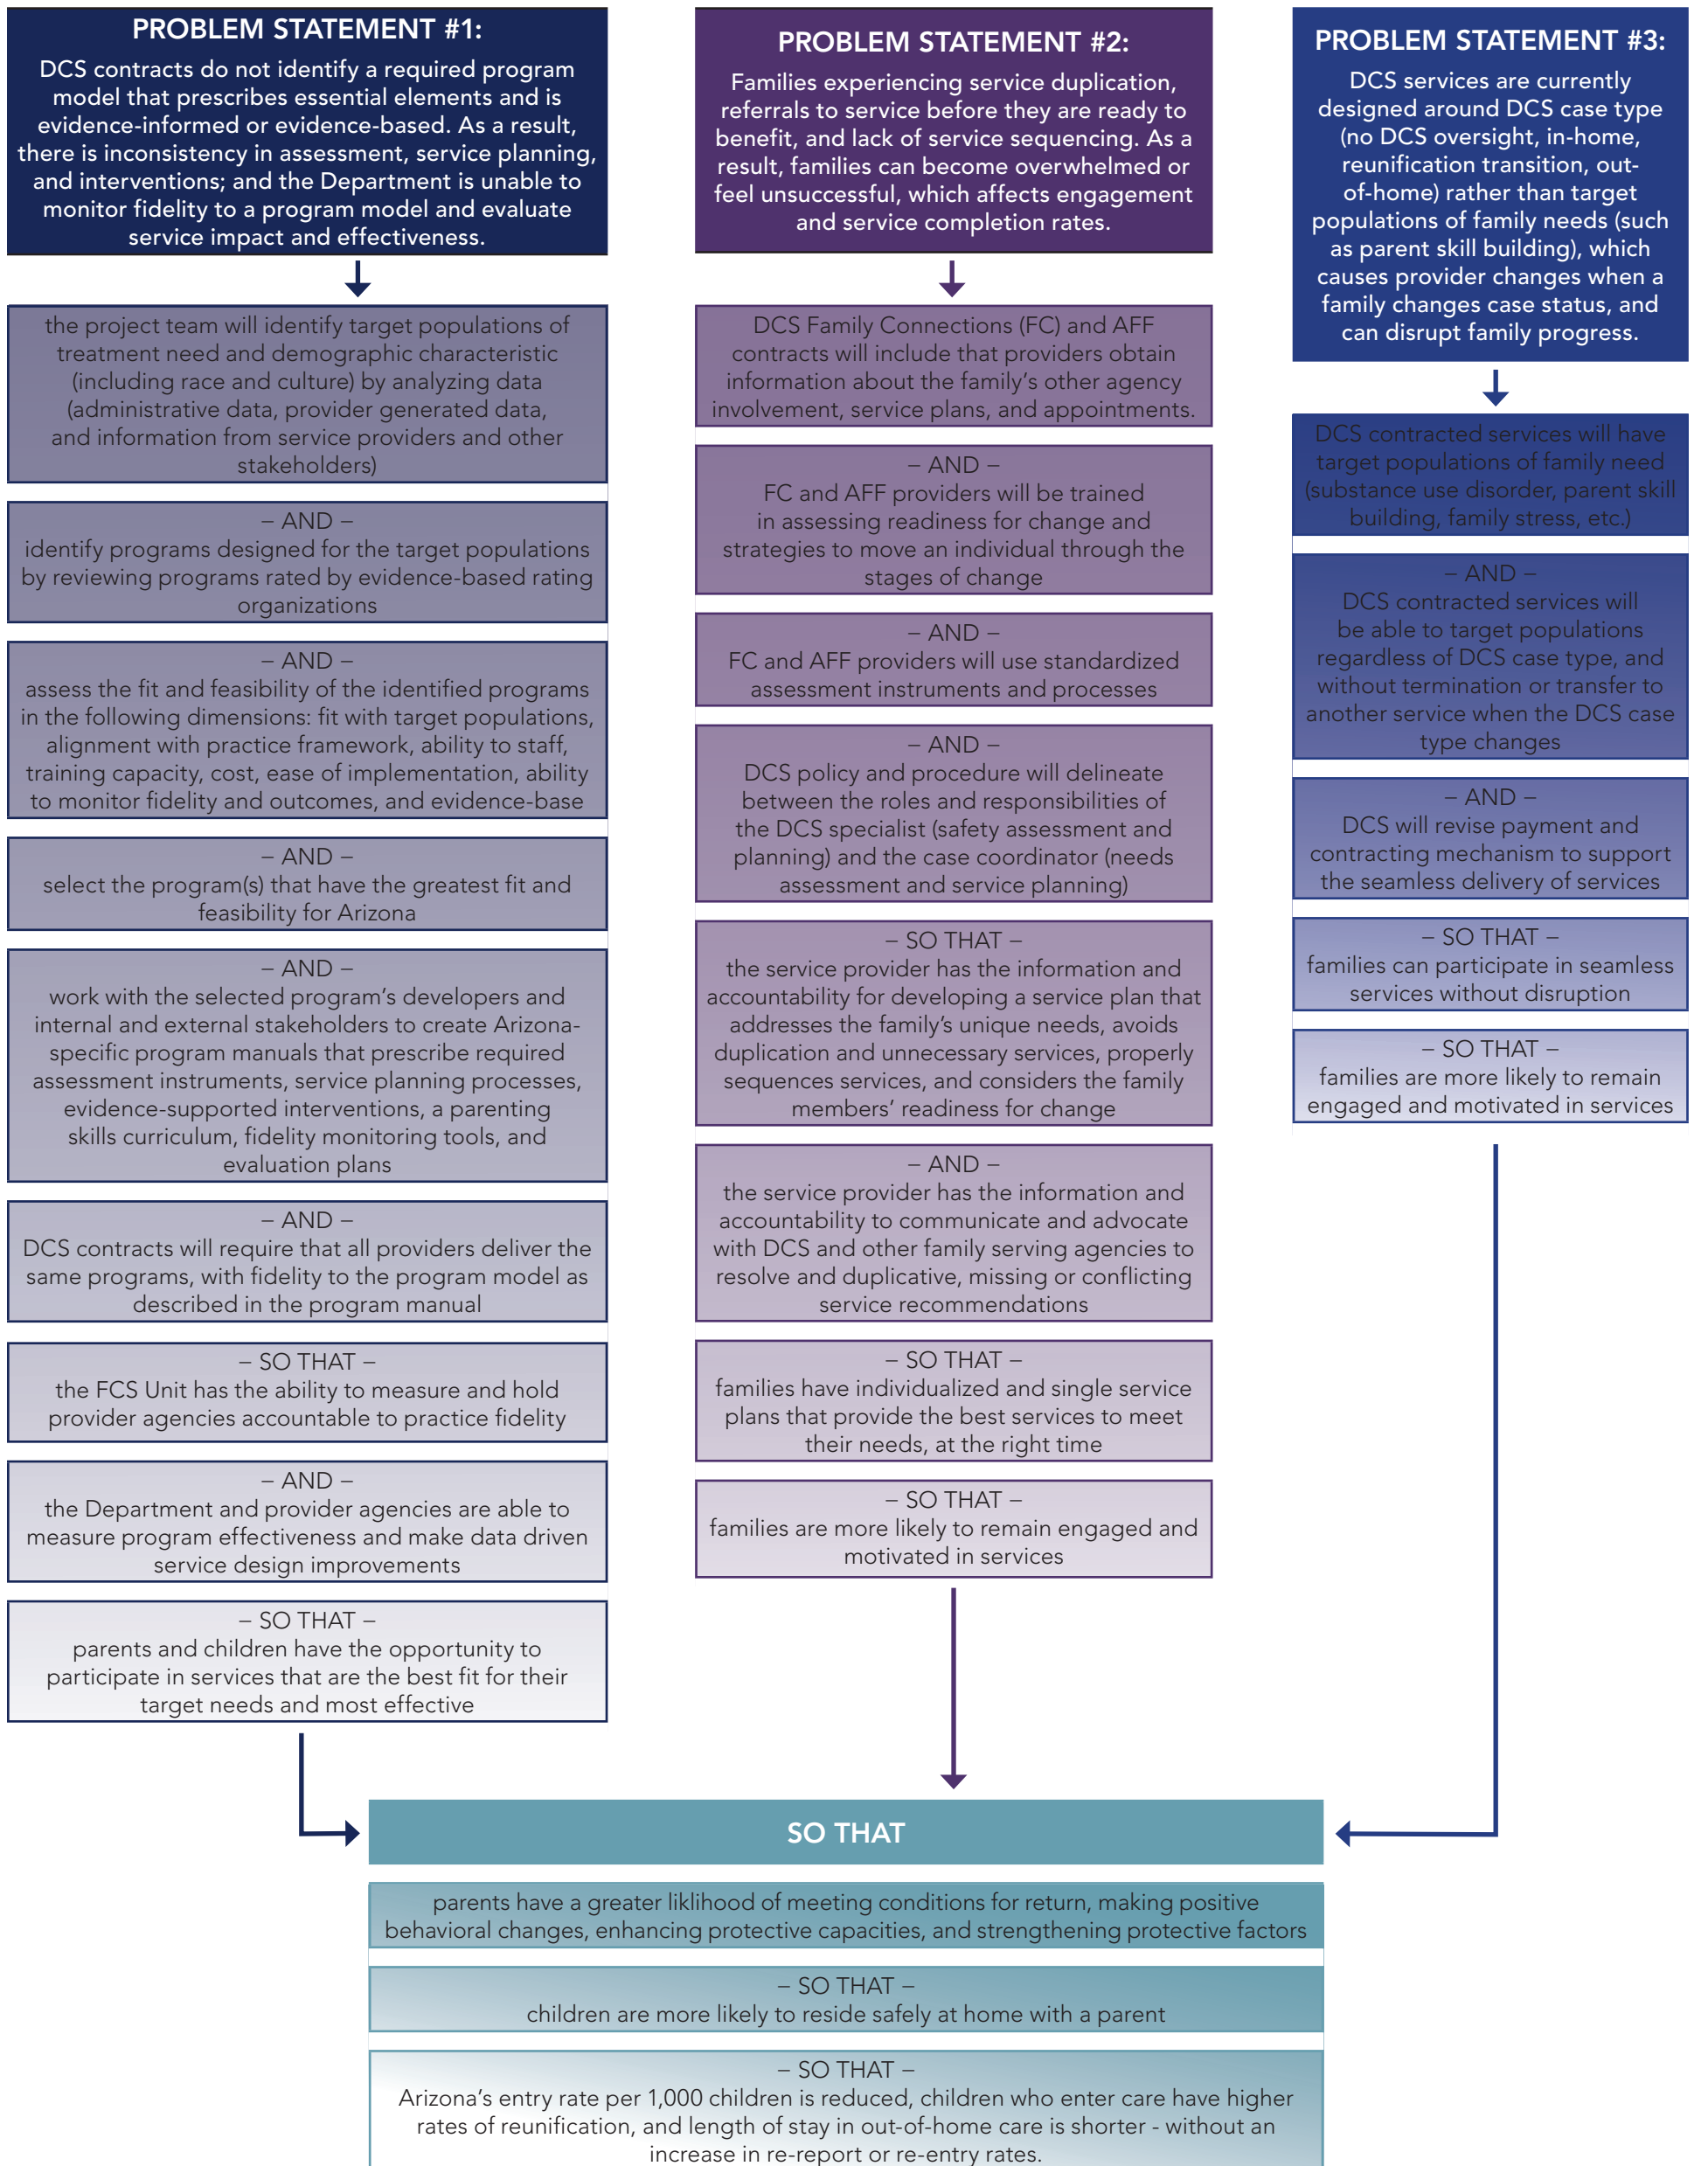 PROBLEM STATEMENT #1:
DCS contracts do not identify a required program
model that prescribes essential elements and is
evidence-informed or evidence-based. As a result,
there is inconsistency in assessment, service planning,
and interventions; and the Department is unable to
monitor fidelity to a program model and evaluate
service impact and effectiveness.
the project team will identify target populations of
treatment need and demographic characteristic
(including race and culture) by analyzing data
(administrative data, provider generated data,
and information from service providers and other
stakeholders)
– AND –
identify programs designed for the target populations
by reviewing programs rated by evidence-based rating
organizations
– AND –
assess the fit and feasibility of the identified programs
in the following dimensions: fit with target populations,
alignment with practice framework, ability to staff,
training capacity, cost, ease of implementation, ability
to monitor fidelity and outcomes, and evidence-base
– AND –
select the program(s) that have the greatest fit and
feasibility for Arizona
– AND –
work with the selected program’s developers and
internal and external stakeholders to create Arizona-
specific program manuals that prescribe required
assessment instruments, service planning processes,
evidence-supported interventions, a parenting
skills curriculum, fidelity monitoring tools, and
evaluation plans
– AND –
DCS contracts will require that all providers deliver the
same programs, with fidelity to the program model as
described in the program manual
– SO THAT –
the FCS Unit has the ability to measure and hold
provider agencies accountable to practice fidelity
– AND –
the Department and provider agencies are able to
measure program effectiveness and make data driven
service design improvements
– SO THAT –
parents and children have the opportunity to
participate in services that are the best fit for their
target needs and most effective
PROBLEM STATEMENT #2:
Families experiencing service duplication,
referrals to service before they are ready to
benefit, and lack of service sequencing. As a
result, families can become overwhelmed or
feel unsuccessful, which affects engagement
and service completion rates.
DCS Family Connections (FC) and AFF
contracts will include that providers obtain
information about the family’s other agency
involvement, service plans, and appointments.
– AND –
FC and AFF providers will be trained
in assessing readiness for change and
strategies to move an individual through the
stages of change
– AND –
FC and AFF providers will use standardized
assessment instruments and processes
– AND –
DCS policy and procedure will delineate
between the roles and responsibilities of
the DCS specialist (safety assessment and
planning) and the case coordinator (needs
assessment and service planning)
– SO THAT –
the service provider has the information and
accountability for developing a service plan that
addresses the family’s unique needs, avoids
duplication and unnecessary services, properly
sequences services, and considers the family
members’ readiness for change
– AND –
the service provider has the information and
accountability to communicate and advocate
with DCS and other family serving agencies to
resolve and duplicative, missing or conflicting
service recommendations
– SO THAT –
families have individualized and single service
plans that provide the best services to meet
their needs, at the right time
– SO THAT –
families are more likely to remain engaged and
motivated in services
PROBLEM STATEMENT #3:
DCS services are currently
designed around DCS case type
(no DCS oversight, in-home,
reunification transition, out-
of-home) rather than target
populations of family needs (such
as parent skill building), which
causes provider changes when a
family changes case status, and
can disrupt family progress.
DCS contracted services will have
target populations of family need
(substance use disorder, parent skill
building, family stress, etc.)
– AND –
DCS contracted services will
be able to target populations
regardless of DCS case type, and
without termination or transfer to
another service when the DCS case
type changes
– AND –
DCS will revise payment and
contracting mechanism to support
the seamless delivery of services
– SO THAT –
families can participate in seamless
services without disruption
– SO THAT –
families are more likely to remain
engaged and motivated in services
SO THAT
parents have a greater liklihood of meeting conditions for return, making positive
behavioral changes, enhancing protective capacities, and strengthening protective factors
– SO THAT –
children are more likely to reside safely at home with a parent
– SO THAT –
Arizona’s entry rate per 1,000 children is reduced, children who enter care have higher
rates of reunification, and length of stay in out-of-home care is shorter - without an
increase in re-report or re-entry rates.